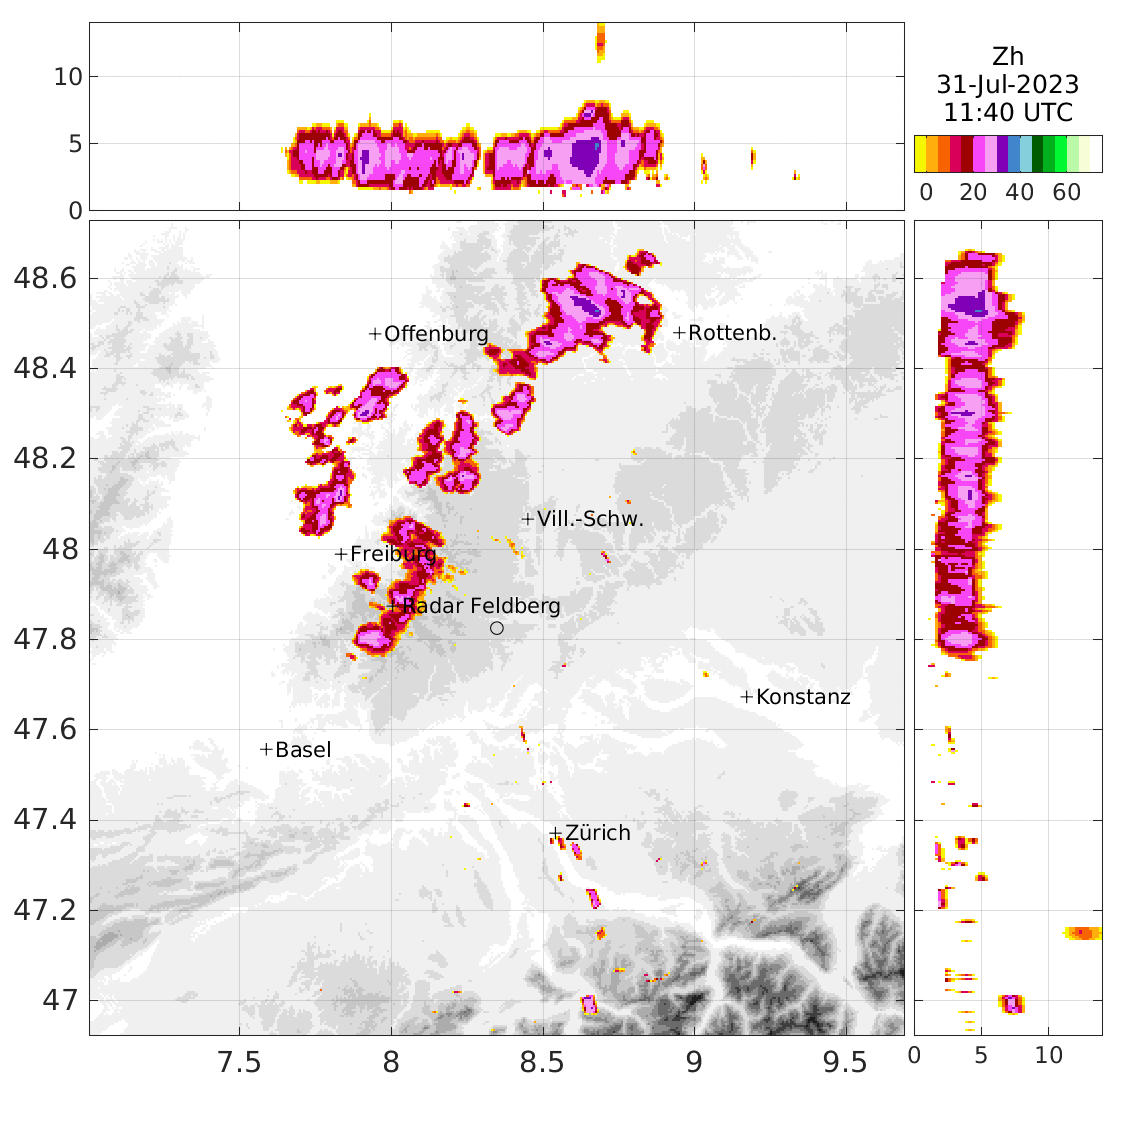 10
5
0
Zh
31-Jul-2023
11:40 UTC
0 20 40 60
48.6
48.4
48.2
48
47.8
47.6
47.4
47.2
47
Offenburg
Rottenb.
Vill.-Schw.
Freiburg
Radar Feldberg
Konstanz
Basel
Zürich
7.5 8 8.5 9 9.5
0 5 10